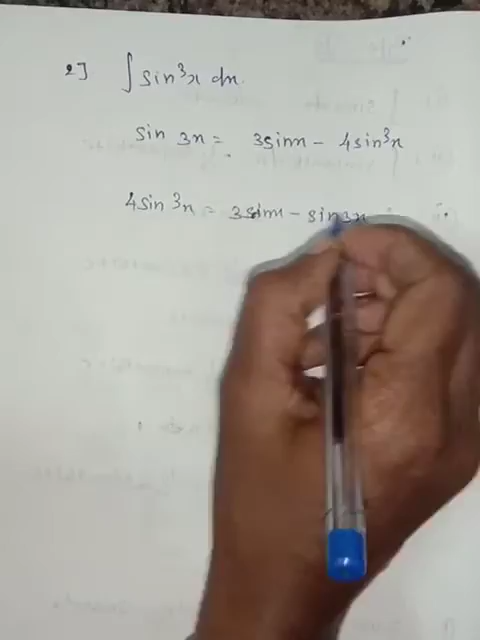 2] ∫ sin³x dx
sin 3x = 3sinx - 4sin³x
4sin³x = 3sinx - sin3x